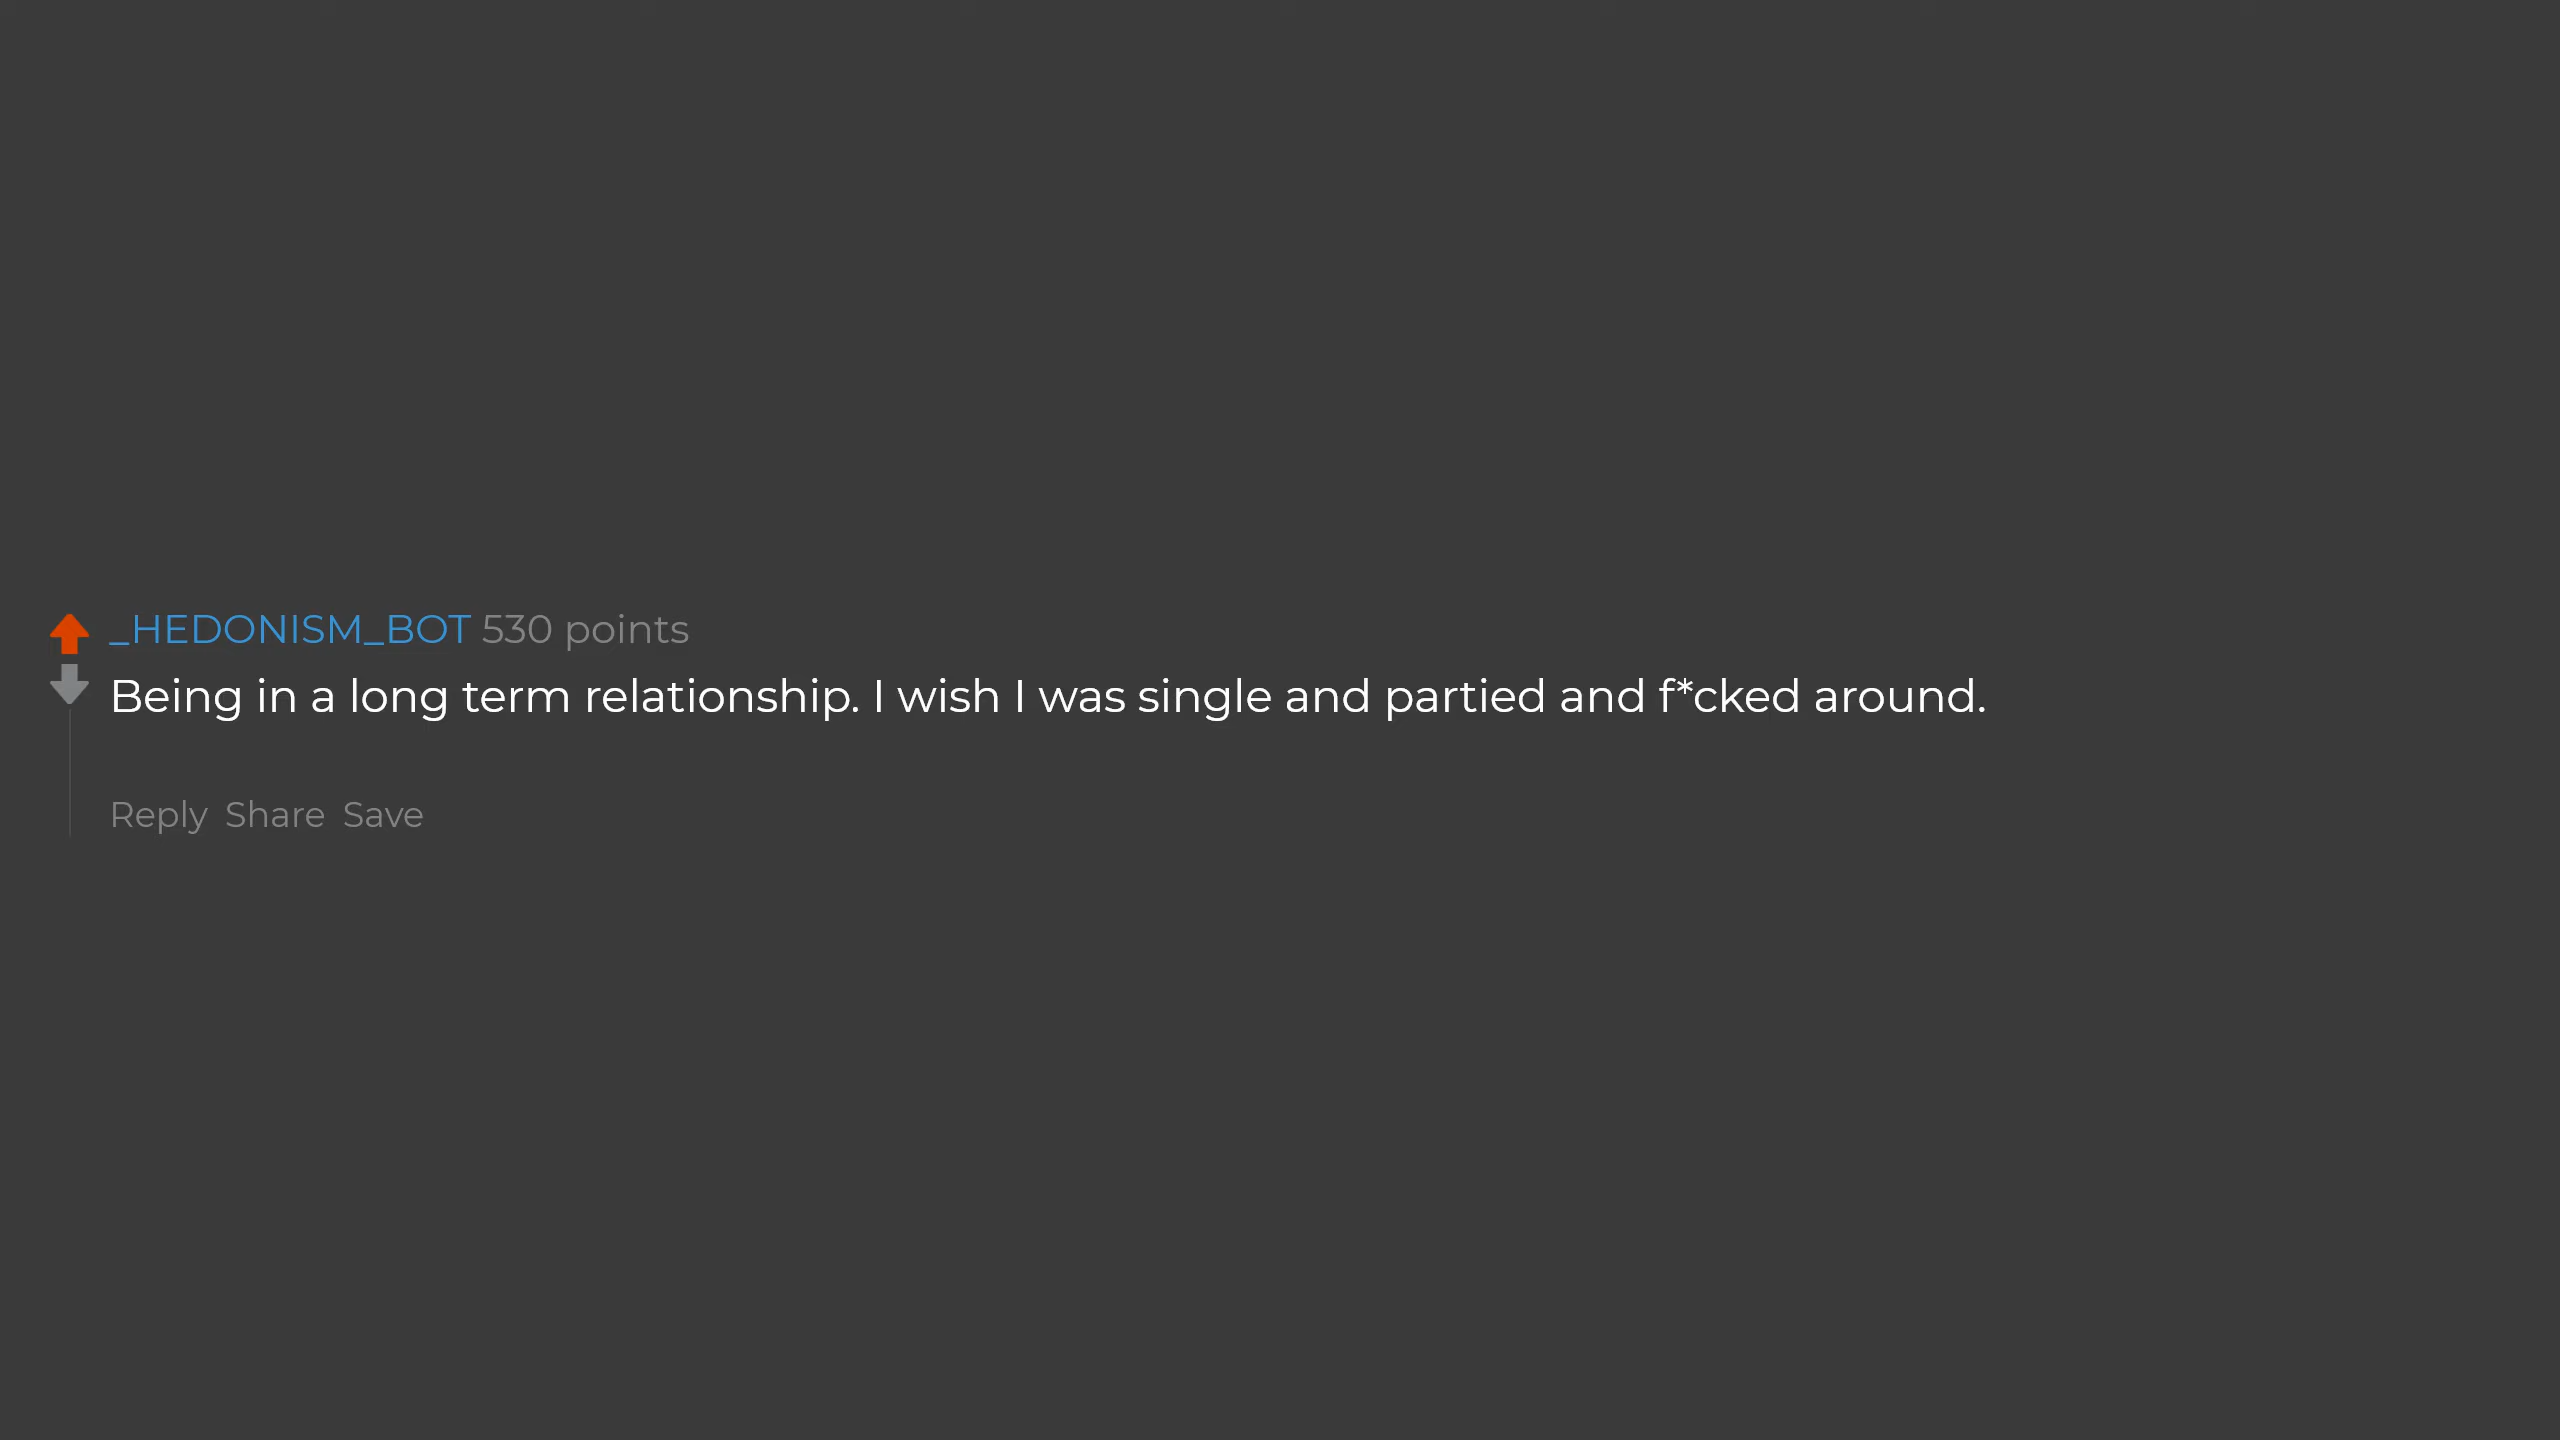 _HEDONISM_BOT 530 points
Being in a long term relationship. I wish I was single and partied and f*cked around.
Reply Share Save